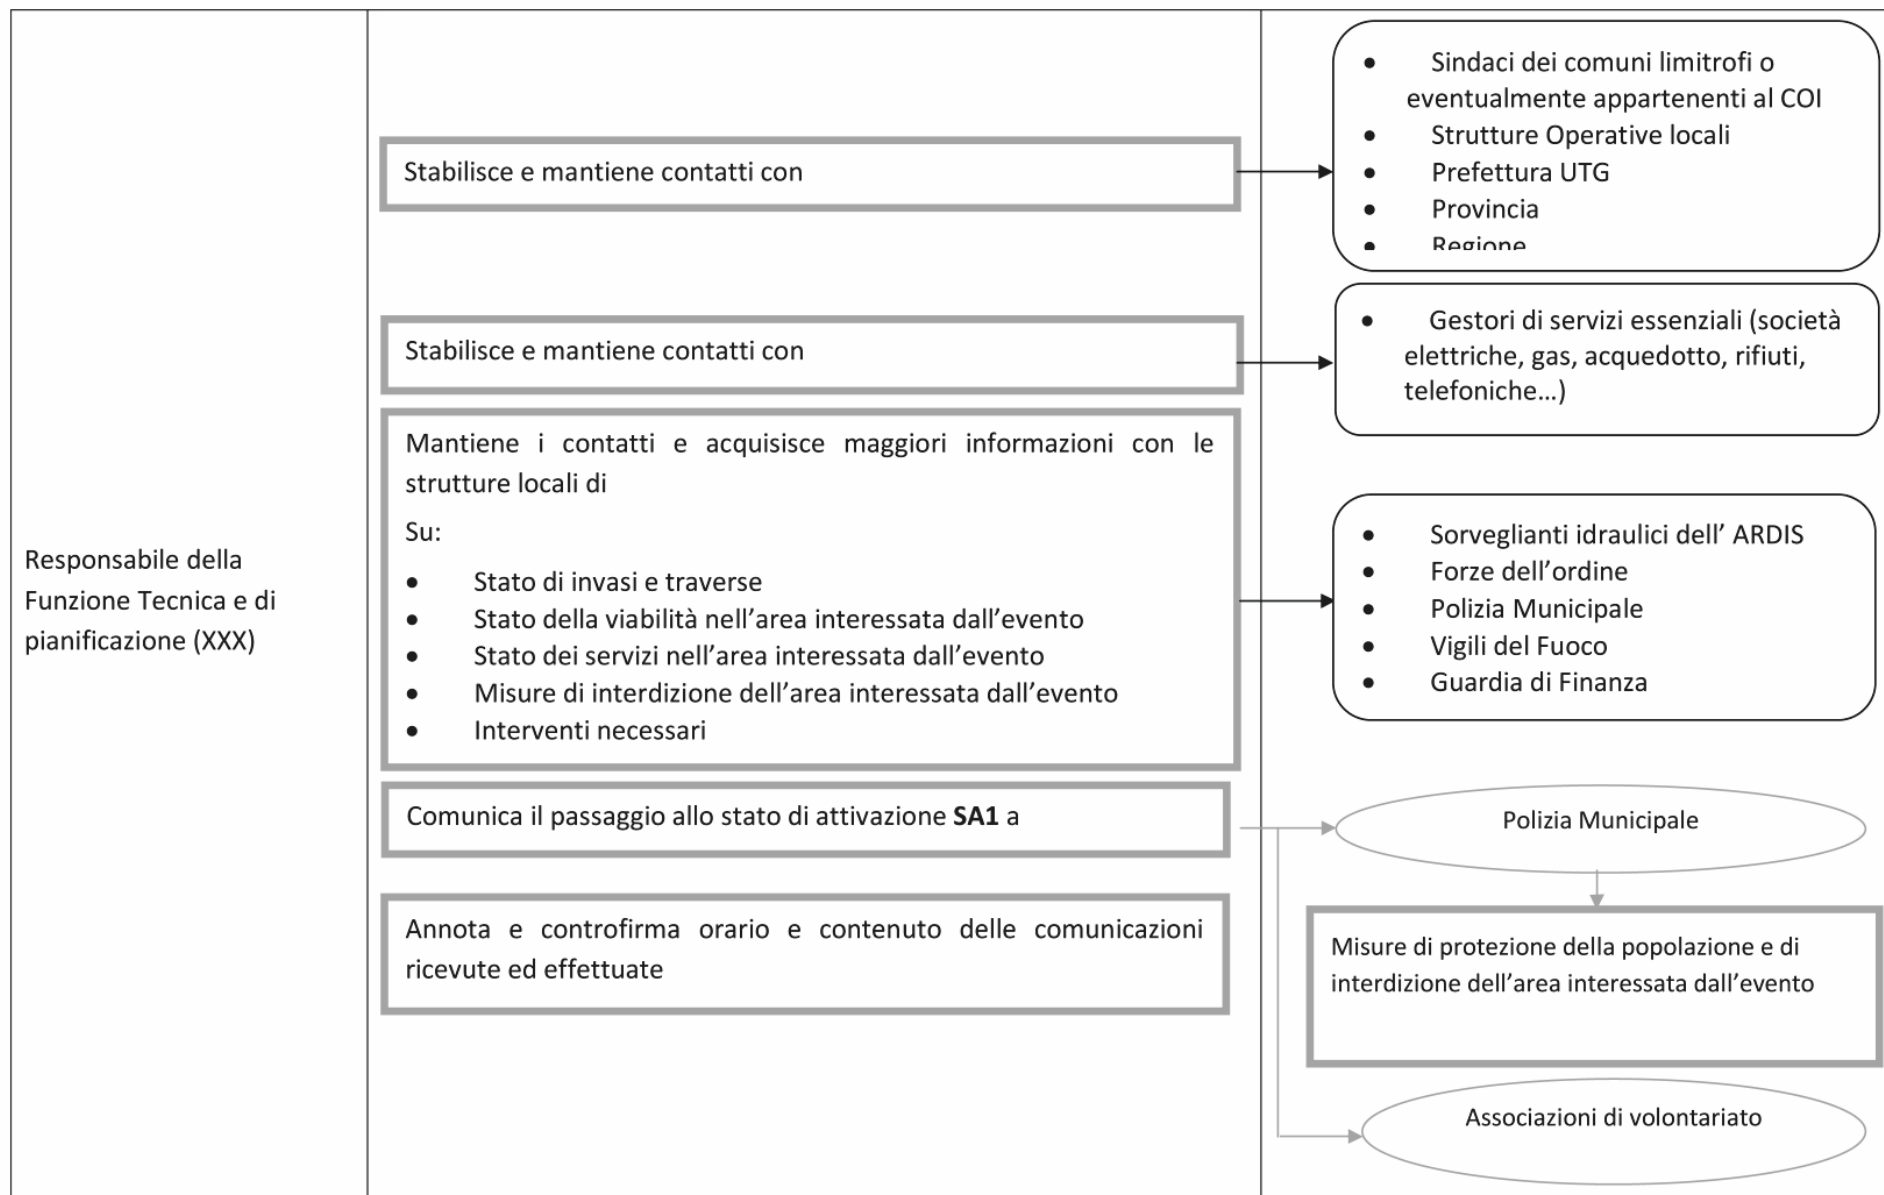 Responsabile della
Funzione Tecnica e di
pianificazione (XXX)
Stabilisce e mantiene contatti con
• Sindaci dei comuni limitrofi o
eventualmente appartenenti al COI
• Strutture Operative locali
• Prefettura UTG
• Provincia
• Regione
Stabilisce e mantiene contatti con
• Gestori di servizi essenziali (società
elettriche, gas, acquedotto, rifiuti,
telefoniche...)
Mantiene i contatti e acquisisce maggiori informazioni con le
strutture locali di
Su:
• Stato di invasi e traverse
• Stato della viabilità nell’area interessata dall’evento
• Stato dei servizi nell’area interessata dall’evento
• Misure di interdizione dell’area interessata dall’evento
• Interventi necessari
• Sorveglianti idraulici dell’ ARDIS
• Forze dell’ordine
• Polizia Municipale
• Vigili del Fuoco
• Guardia di Finanza
Comunica il passaggio allo stato di attivazione SA1 a
Polizia Municipale
Annota e controfirma orario e contenuto delle comunicazioni
ricevute ed effettuate
Misure di protezione della popolazione e di
interdizione dell’area interessata dall’evento
Associazioni di volontariato